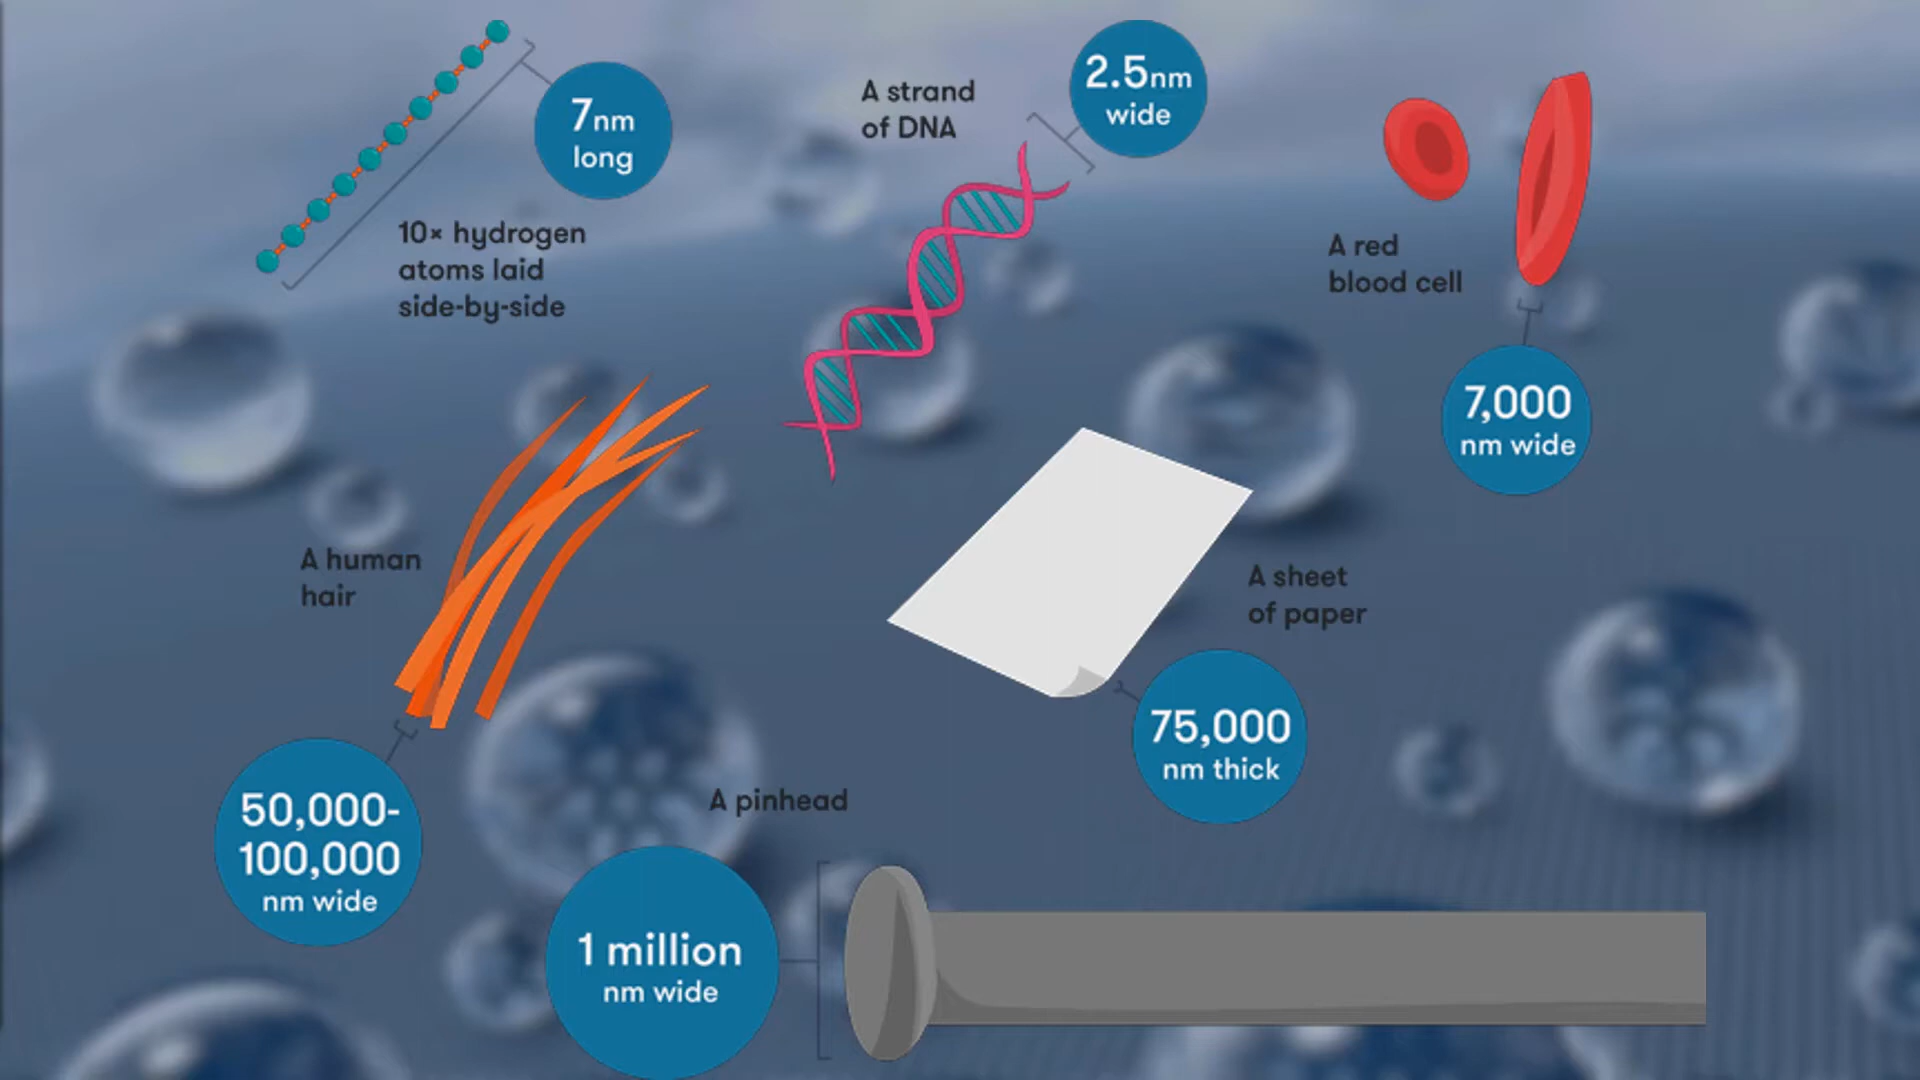 7nm
long
10× hydrogen
atoms laid
side-by-side
A strand
of DNA
2.5nm
wide
A red
blood cell
7,000
nm wide
A human
hair
50,000-
100,000
nm wide
A sheet
of paper
75,000
nm thick
A pinhead
1 million
nm wide